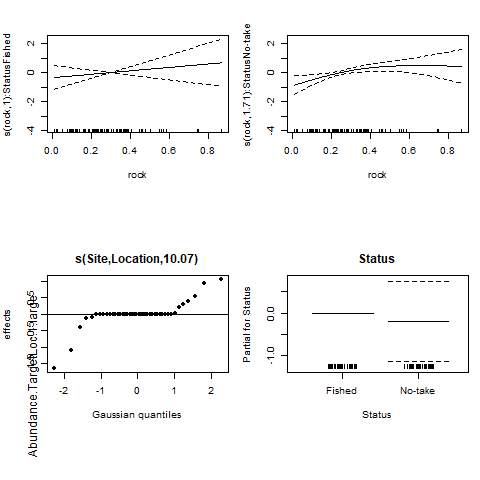 s(rock,1):StatusFished
2
0
-2
-4
0.0 0.2 0.4 0.6 0.8
rock
s(rock,1.71):StatusNo-take
2
0
-2
-4
0.0 0.2 0.4 0.6 0.8
rock
s(Site,Location,10.07)
effects
-2 -1 0 1 2
Gaussian quantiles
Status
Partial for Status
0.0
-1.0
Fished No-take
Status